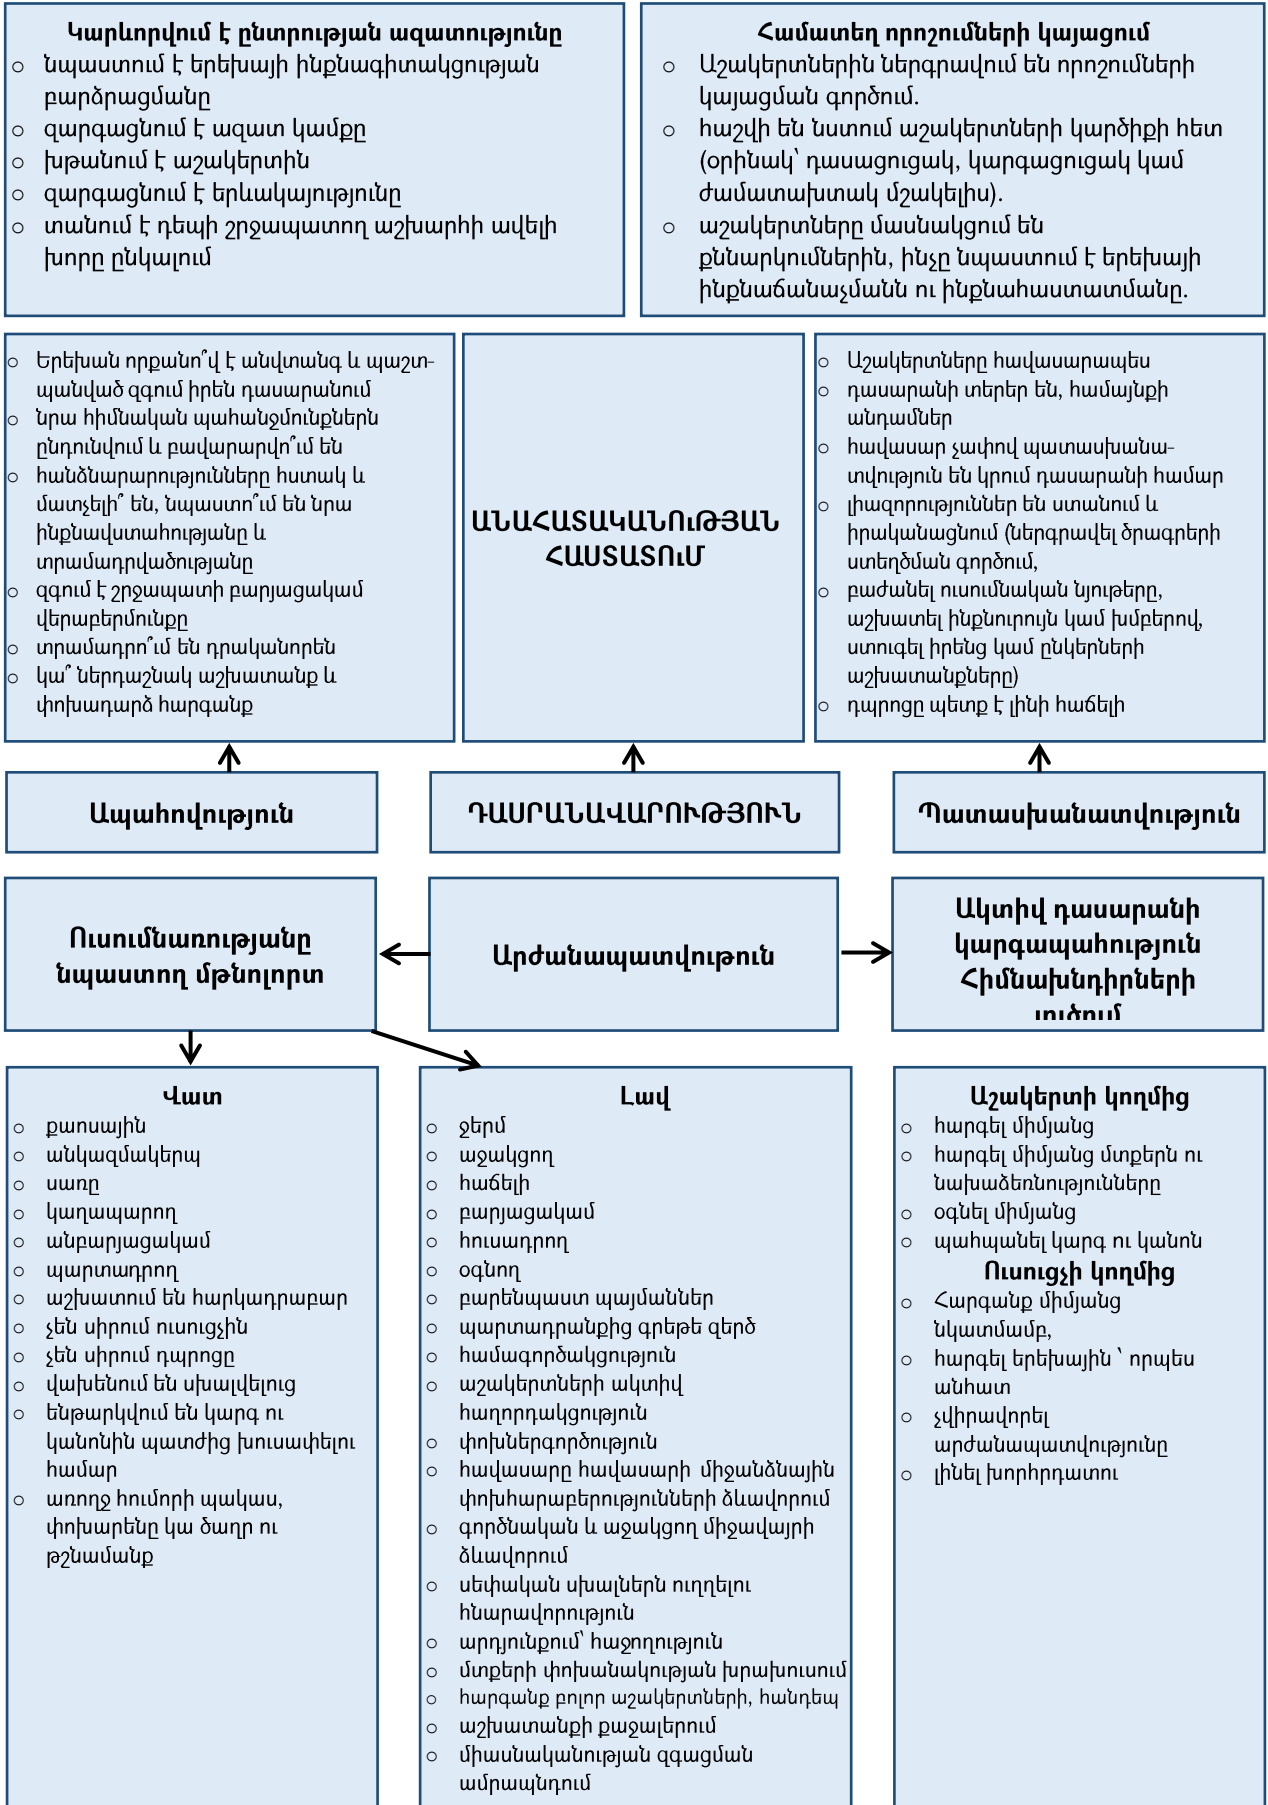 Կարևորվում է ընտրության ազատությունը
o նպաստում է երեխայի ինքնագիտակցության
բարձրացմանը
o զարգացնում է ազատ կամքը
o խթանում է աշակերտին
o զարգացնում է երևակայությունը
o տանում է դեպի շրջապատող աշխարհի ավելի
խորը ընկալում
Համատեղ որոշումների կայացում
o Աշակերտներին ներգրավում են որոշումների
կայացման գործում.
o հաշվի են նստում աշակերտների կարծիքի հետ
(օրինակ՝ դասացուցակ, կարգացուցակ կամ
ժամատախտակ մշակելիս).
o աշակերտները մասնակցում են
քննարկումներին, ինչը նպաստում է երեխայի
ինքնաճանաչմանն ու ինքնահաստատմանը.
o Երեխան որքանո՞վ է անվտանգ և պաշտ-
պանված զգում իրեն դասարանում
o նրա հիմնական պահանջմունքներն
ընդունվում և բավարարվո՞ւմ են
o հանձնարարությունները հստակ և
մատչելի՞ են, նպաստո՞ւմ են նրա
ինքնավստահությանը և
տրամադրվածությանը
o զգում է շրջապատի բարյացակամ
վերաբերմունքը
o տրամադրո՞ւմ են դրականորեն
o կա՞ ներդաշնակ աշխատանք և
փոխադարձ հարգանք
ԱՆԱՀԱՏԱԿԱՆՈւԹՅԱՆ
ՀԱՍՏԱՏՈւՄ
o Աշակերտները հավասարապես
o դասարանի տերեր են, համայնքի
անդամներ
o հավասար չափով պատասխանա-
տվություն են կրում դասարանի համար
o լիազորություններ են ստանում և
իրականացնում (ներգրավել ծրագրերի
ստեղծման գործում,
o բաժանել ուսումնական նյութերը,
աշխատել ինքնուրույն կամ խմբերով,
ստուգել իրենց կամ ընկերների
աշխատանքները)
o դպրոցը պետք է լինի հաճելի
Ապահովություն
ԴԱՍՐԱՆԱՎԱՐՈՒԹՅՈՒՆ
Պատասխանատվություն
Ուսումնառությանը
նպաստող մթնոլորտ
Արժանապատվութուն
Ակտիվ դասարանի
կարգապահություն
Հիմնախնդիրների
լուծում
Վատ
o քաոսային
o անկազմակերպ
o սառը
o կաղապարող
o անբարյացակամ
o պարտադրող
o աշխատում են հարկադրաբար
o չեն սիրում ուսուցչին
o չեն սիրում դպրոցը
o վախենում են սխալվելուց
o ենթարկվում են կարգ ու
կանոնին պատժից խուսափելու
համար
o առողջ հումորի պակաս,
փոխարենը կա ծաղր ու
թշնամանք
Լավ
o ջերմ
o աջակցող
o հաճելի
o բարյացակամ
o հուսադրող
o օգնող
o բարենպաստ պայմաններ
o պարտադրանքից գրեթե զերծ
o համագործակցություն
o աշակերտների ակտիվ
հաղորդակցություն
o փոխներգործություն
o հավասարը հավասարի միջանձնային
փոխհարաբերությունների ձևավորում
o գործնական և աջակցող միջավայրի
ձևավորում
o սեփական սխալներն ուղղելու
հնարավորություն
o արդյունքում՝ հաջողություն
o մտքերի փոխանակության խրախուսում
o հարգանք բոլոր աշակերտների, հանդեպ
o աշխատանքի քաջալերում
o միասնականության զգացման
ամրապնդում
Աշակերտի կողմից
o հարգել միմյանց
o հարգել միմյանց մտքերն ու
նախաձեռնությունները
o օգնել միմյանց
o պահպանել կարգ ու կանոն
Ուսուցչի կողմից
o Հարգանք միմյանց
նկատմամբ,
o հարգել երեխային ՝ որպես
անհատ
o չվիրավորել
արժանապատվությունը
o լինել խորհրդատու